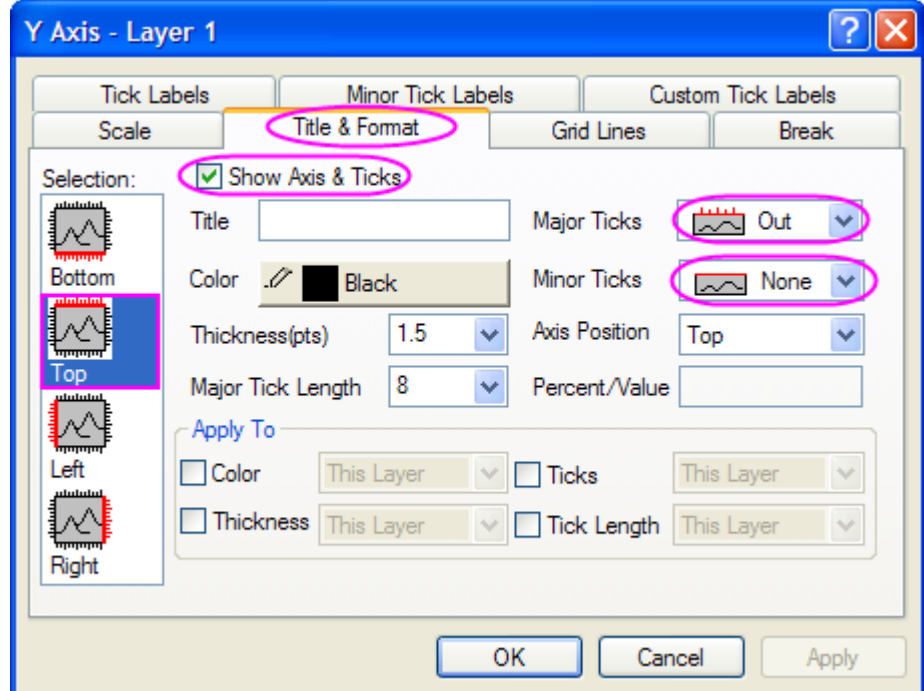 Y Axis - Layer 1
Tick Labels Minor Tick Labels Custom Tick Labels
Scale Title & Format Grid Lines Break
Selection: Show Axis & Ticks
Title Major Ticks Out
Bottom Color Black Minor Ticks None
Thickness(pts) 1.5 Axis Position Top
Top Major Tick Length 8 Percent/Value
Apply To
Left Color This Layer Ticks This Layer
Thickness This Layer Tick Length This Layer
Right
OK Cancel Apply